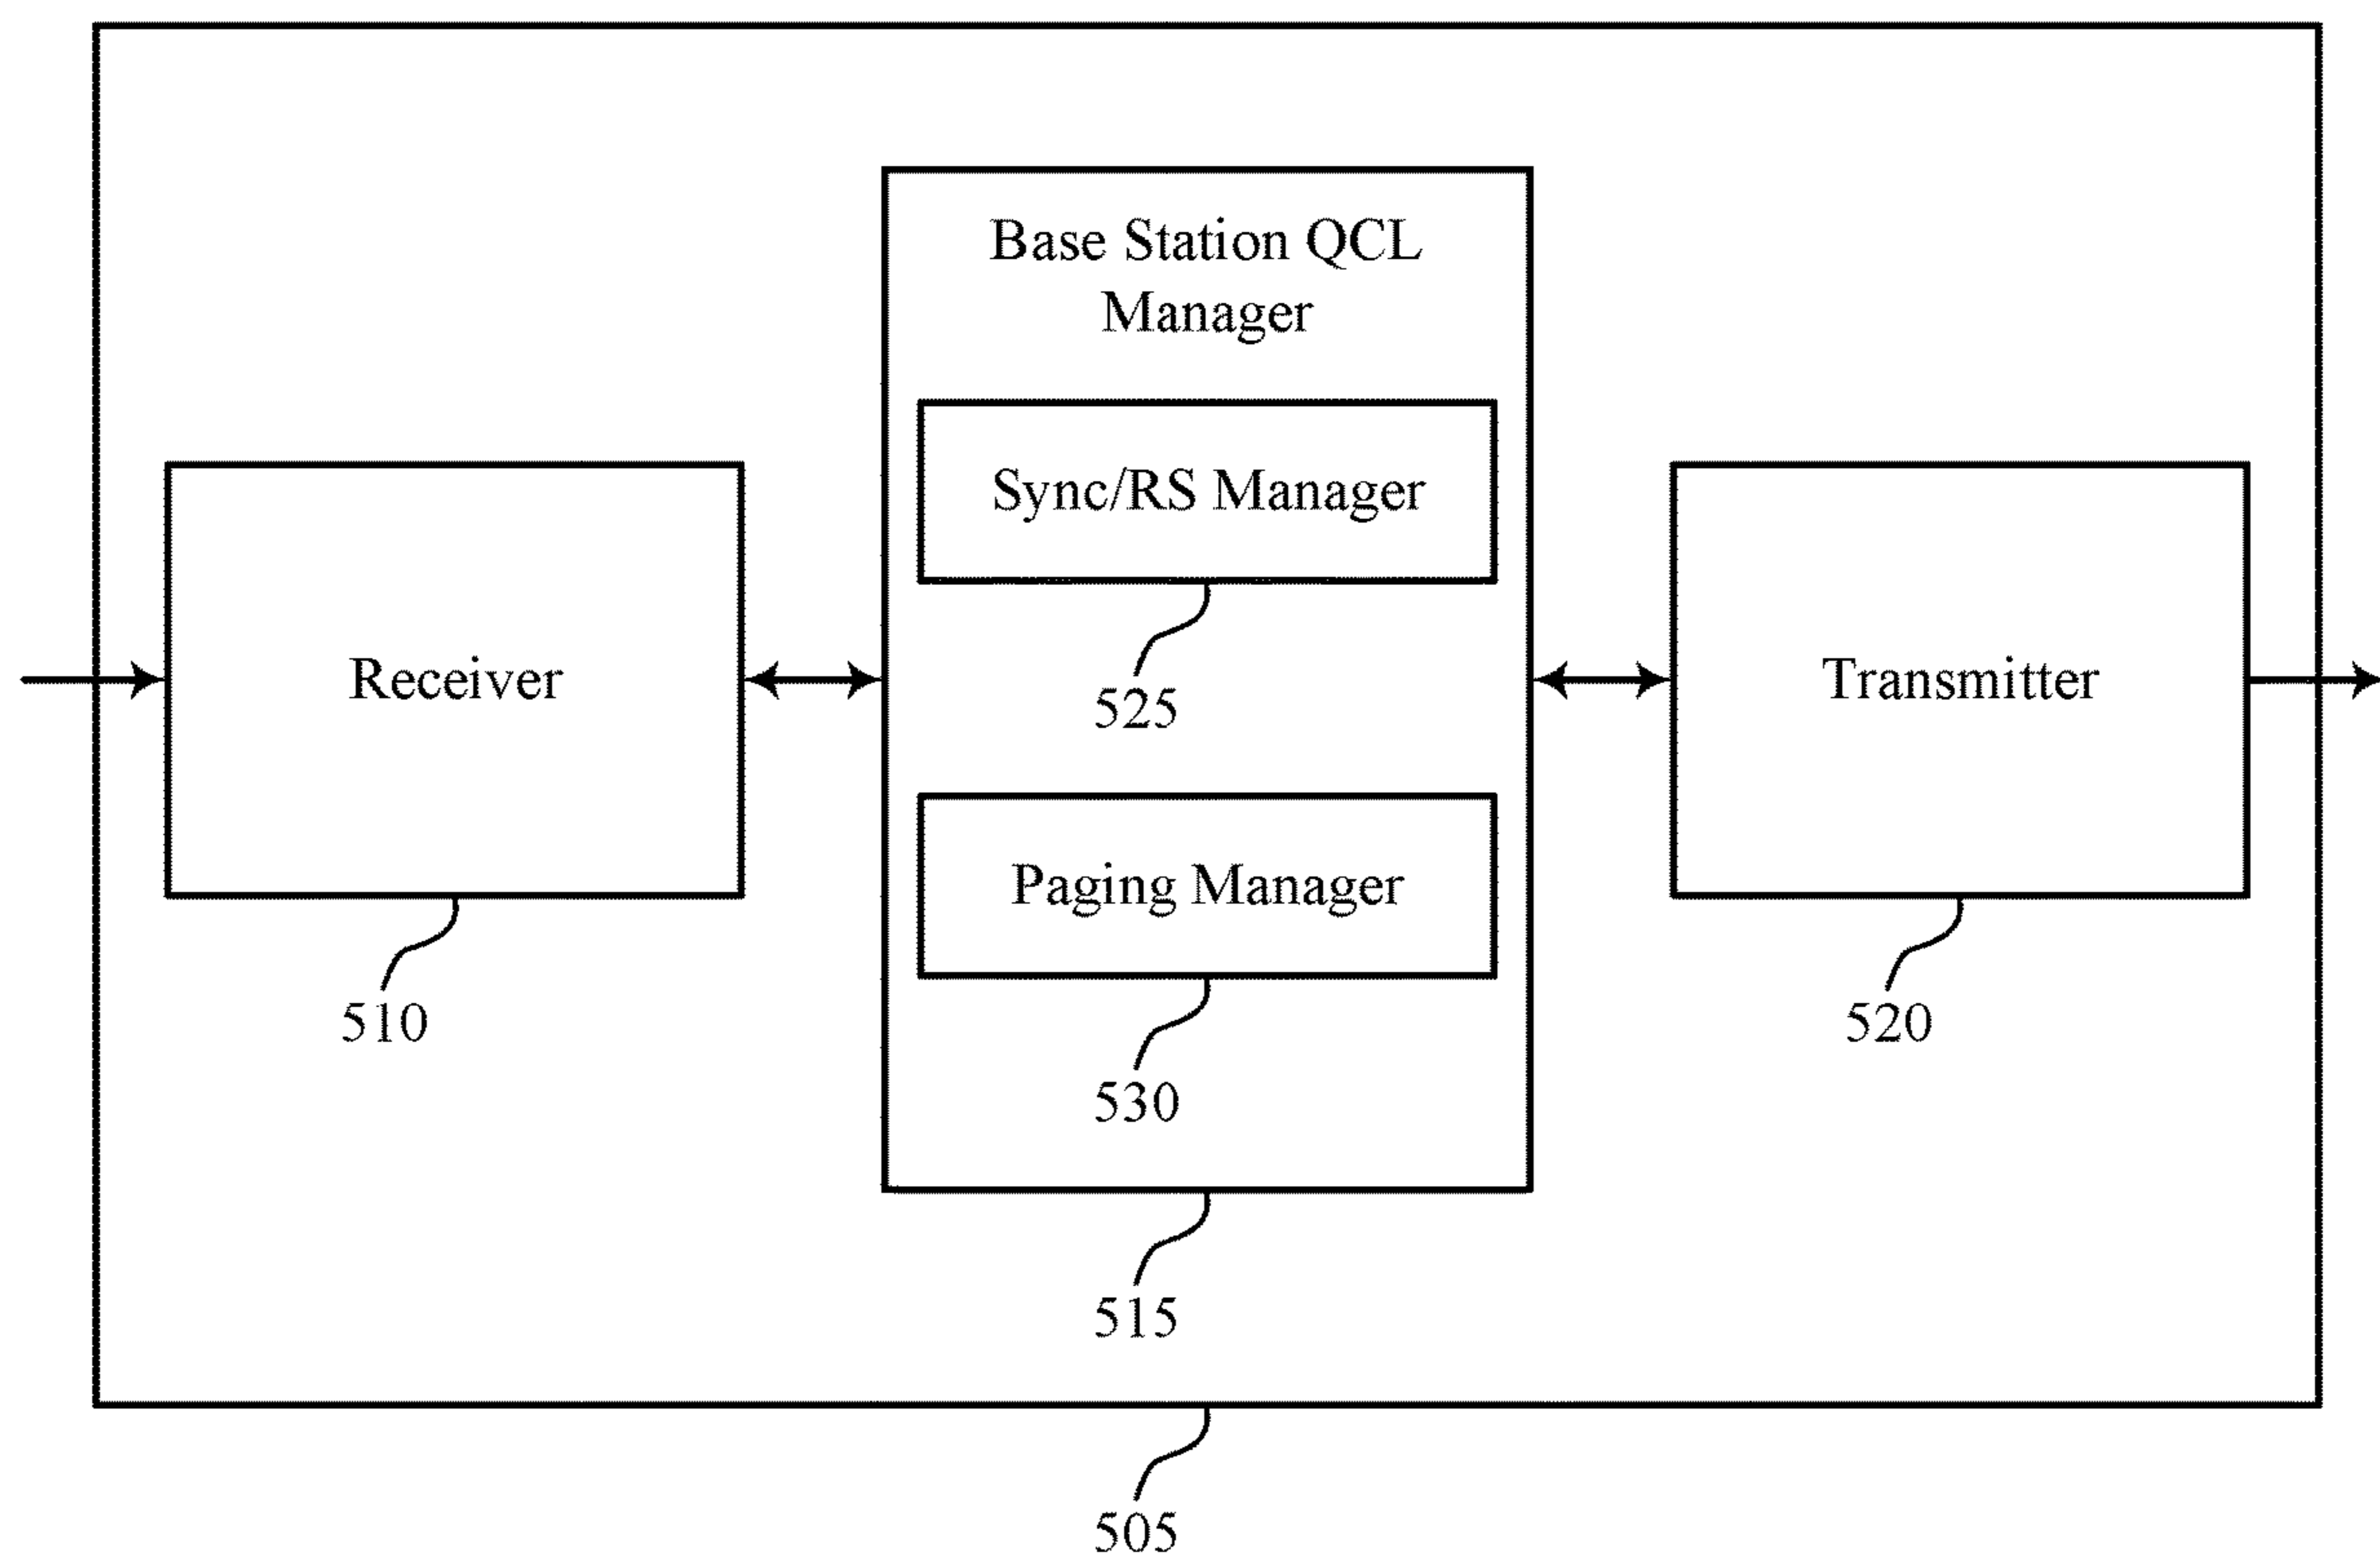 Base Station QCL
Manager
Sync/RS Manager
525
Receiver
510
Paging Manager
530
Transmitter
520
515
505